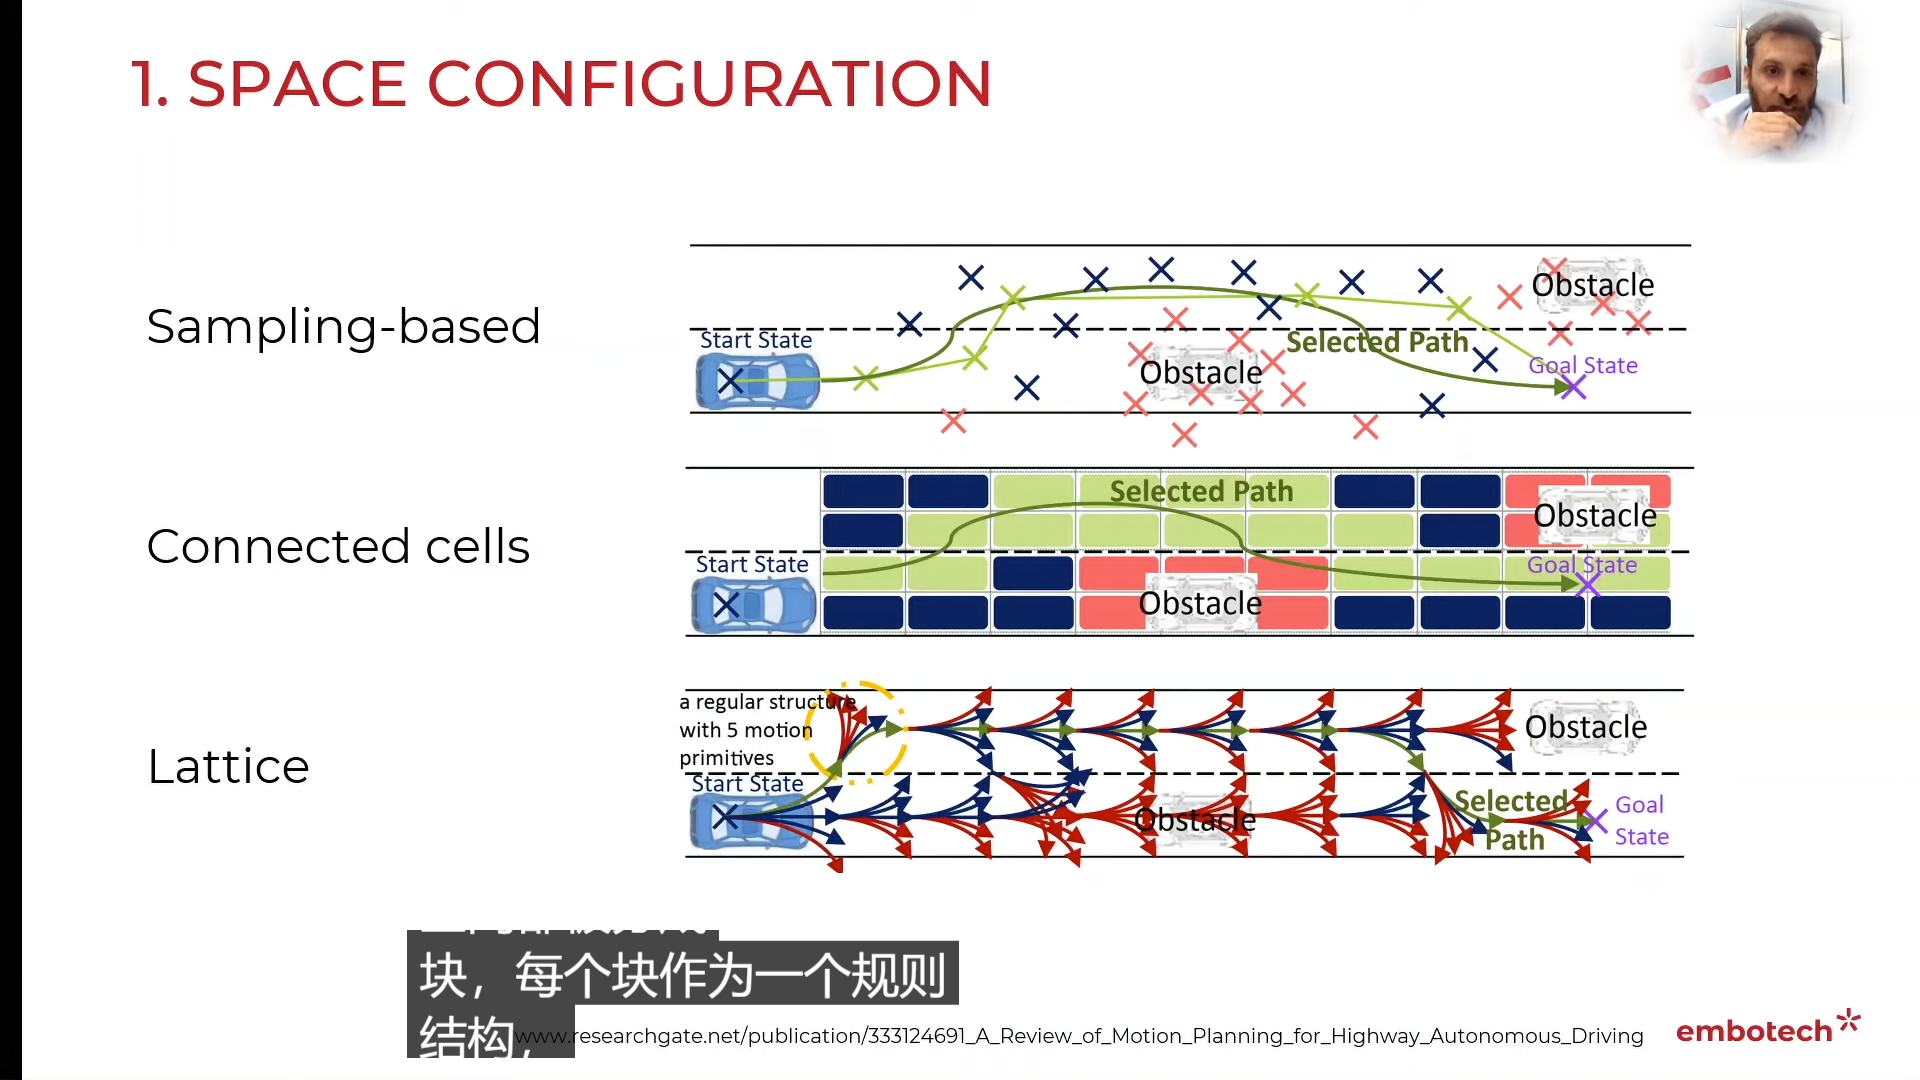 1. SPACE CONFIGURATION
Sampling-based
Start State
Obstacle
Selected Path
Obstacle
Goal State
Connected cells
Selected Path
Start State
Obstacle
Obstacle
Goal State
Lattice
a regular structure
with 5 motion
primitives
Start State
Obstacle
Obstacle
Selected
Path
Goal
State
块，每个块作为一个规则
结构，
www.researchgate.net/publication/333124691_A_Review_of_Motion_Planning_for_Highway_Autonomous_Driving
embotech*